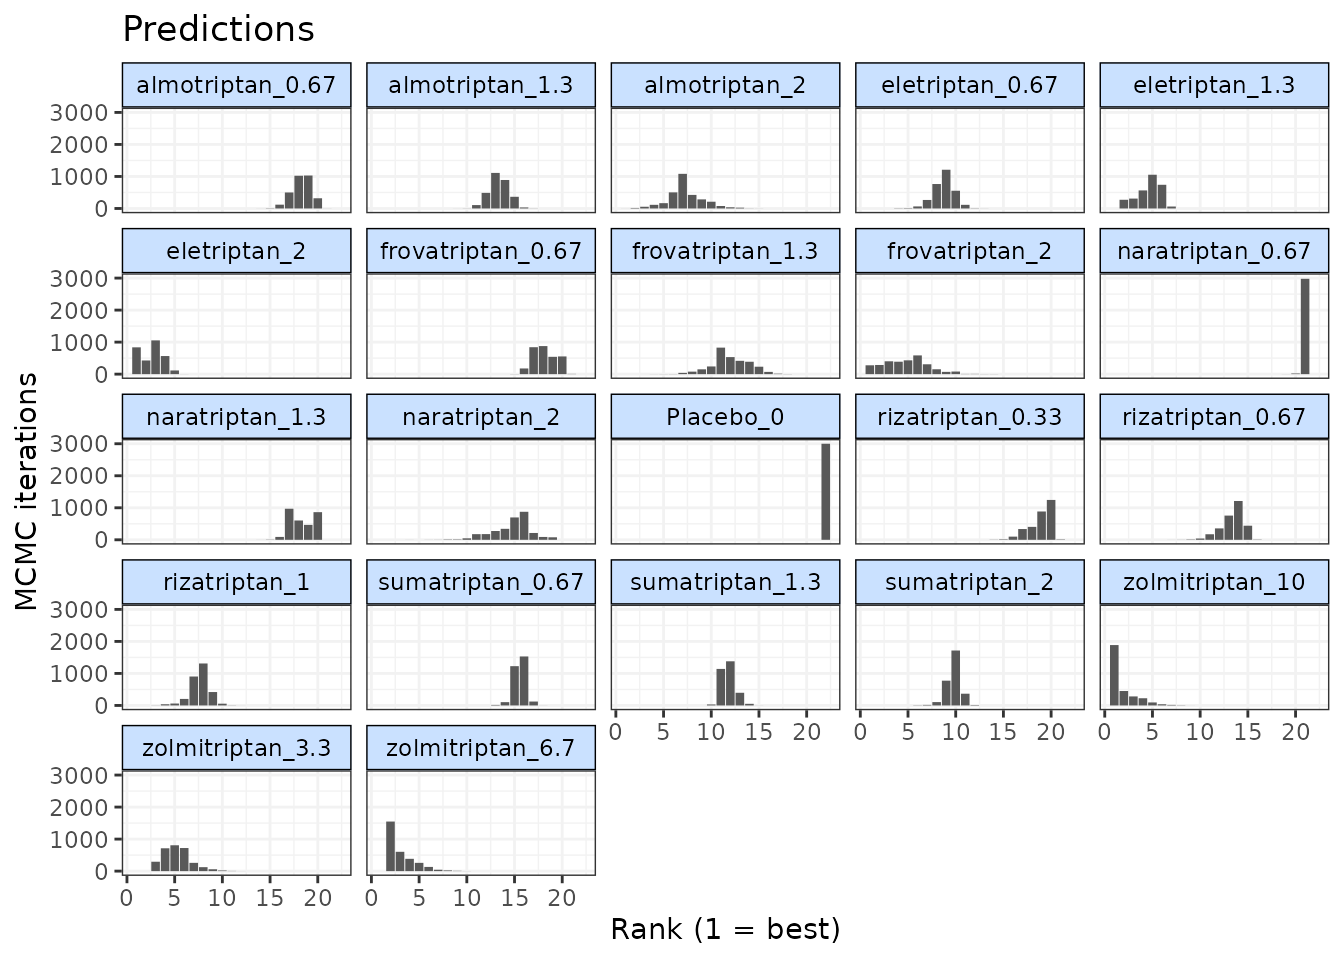 Predictions
almotriptan_0.67 almotriptan_1.3 almotriptan_2 eletriptan_0.67 eletriptan_1.3
3000
2000
1000
0
eletriptan_2 frovatriptan_0.67 frovatriptan_1.3 frovatriptan_2 naratriptan_0.67
3000
2000
1000
0
naratriptan_1.3 naratriptan_2 Placebo_0 rizatriptan_0.33 rizatriptan_0.67
3000
2000
1000
0
rizatriptan_1 sumatriptan_0.67 sumatriptan_1.3 sumatriptan_2 zolmitriptan_10
3000
2000
1000
0
0 5 10 15 20 0 5 10 15 20 0 5 10 15 20
zolmitriptan_3.3 zolmitriptan_6.7
3000
2000
1000
0
0 5 10 15 20 0 5 10 15 20
MCMC iterations
Rank (1 = best)